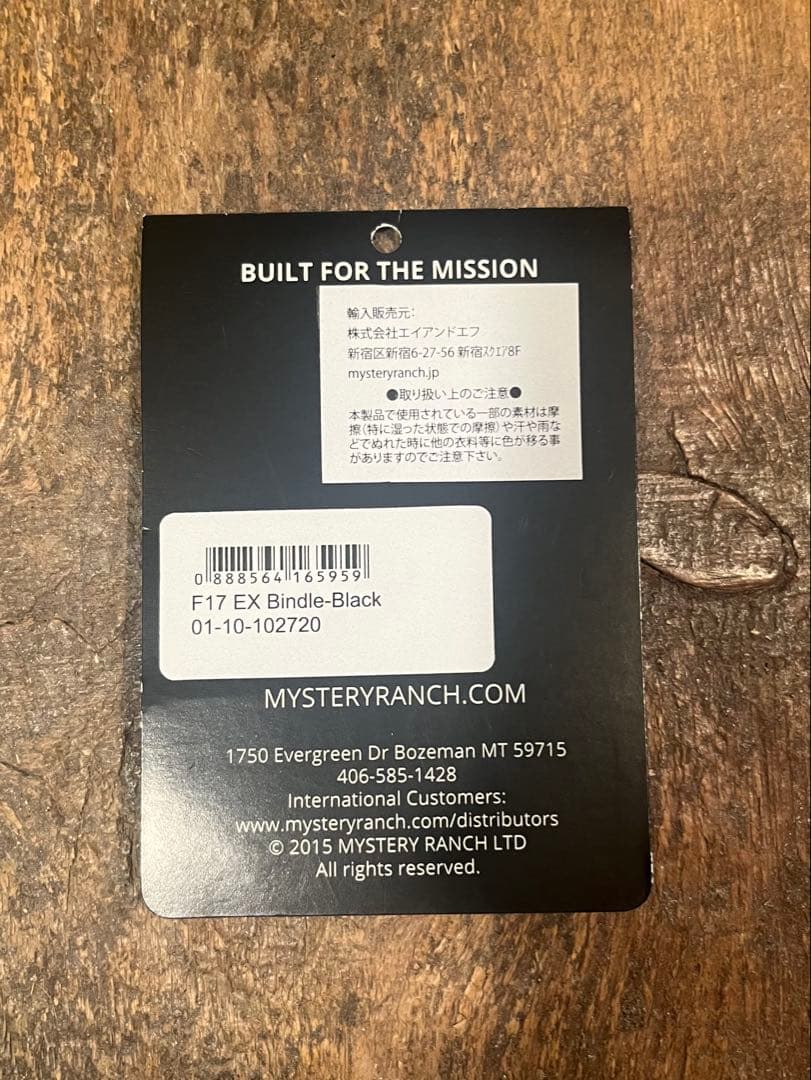 BUILT FOR THE MISSION
輸入販売元:
株式会社エイアンドエフ
新宿区新宿6-27-56 新宿ｽｸｴｱ8F
mysteryranch.jp
●取り扱い上のご注意●
本製品で使用されている一部の素材は摩
擦(特に湿った状態での摩擦)や汗や雨な
どでぬれた時に他の衣料等に色が移る事
がありますのでご注意下さい。
0 888564 165959
F17 EX Bindle-Black
01-10-102720
MYSTERYRANCH.COM
1750 Evergreen Dr Bozeman MT 59715
406-585-1428
International Customers:
www.mysteryranch.com/distributors
© 2015 MYSTERY RANCH LTD
All rights reserved.